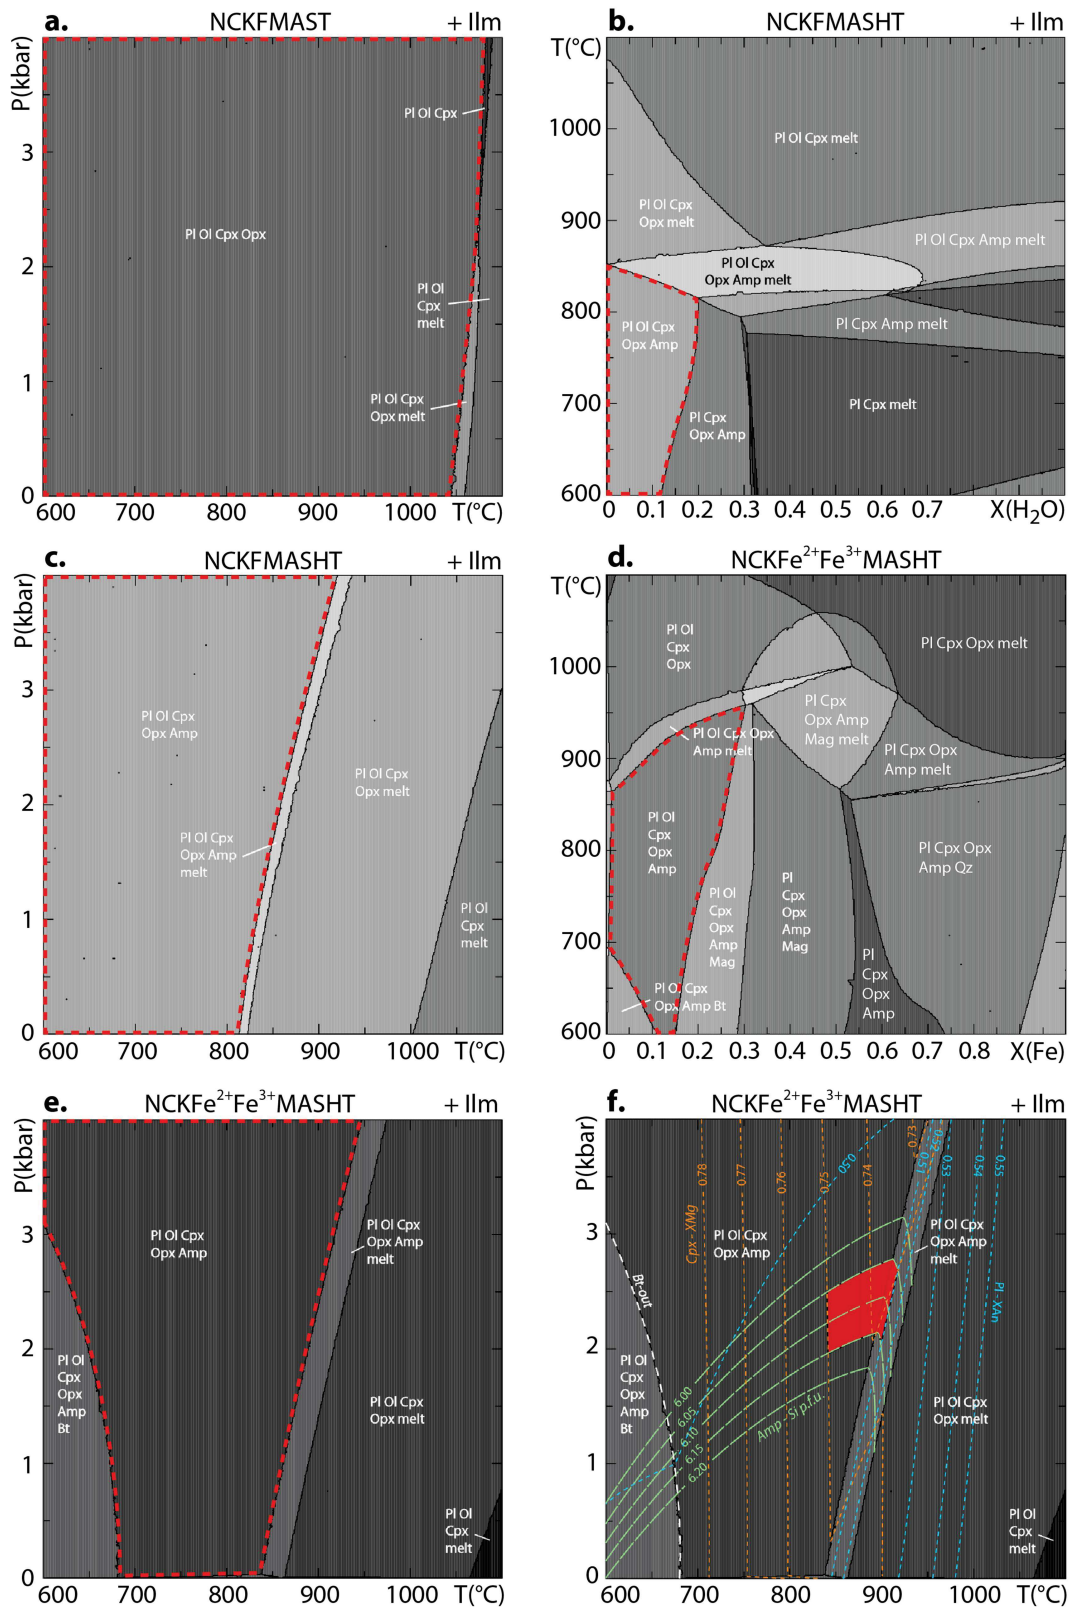 a. NCKFMAST + Ilm
P(kbar)
3
2
1
0
600 700 800 900 1000 T(°C)
Pl Ol Cpx
Pl Ol Cpx Opx
Pl Ol
Cpx
melt
Pl Ol Cpx
Opx melt
b. NCKFMASHT + Ilm
T(°C)
1000
900
800
700
600
0 0.1 0.2 0.3 0.4 0.5 0.6 0.7 X(H2O)
Pl Ol Cpx melt
Pl Ol Cpx
Opx melt
Pl Ol Cpx Amp melt
Pl Ol Cpx
Opx Amp melt
Pl Ol Cpx
Opx Amp
Pl Cpx Amp melt
Pl Cpx melt
Pl Cpx
Opx Amp
c. NCKFMASHT + Ilm
P(kbar)
3
2
1
0
600 700 800 900 1000 T(°C)
Pl Ol Cpx
Opx Amp
Pl Ol Cpx
Opx melt
Pl Ol Cpx
Opx Amp
melt
Pl Ol
Cpx
melt
d. NCKFe2+Fe3+MASHT
T(°C)
1000
900
800
700
600
0 0.1 0.2 0.3 0.4 0.5 0.6 0.7 0.8 X(Fe)
Pl Ol
Cpx
Opx
Pl Cpx Opx melt
Pl Cpx
Opx Amp
Mag melt
Pl Ol Cpx Opx
Amp melt
Pl Cpx Opx
Amp melt
Pl Ol
Cpx
Opx
Amp
Pl Cpx Opx
Amp Qz
Pl Ol
Cpx
Opx
Amp
Mag
Pl
Cpx
Opx
Amp
Mag
Pl
Cpx
Opx
Amp
Pl Ol Cpx
Opx Amp Bt
e. NCKFe2+Fe3+MASHT + Ilm
P(kbar)
3
2
1
0
600 700 800 900 1000 T(°C)
Pl Ol Cpx
Opx Amp
Pl Ol Cpx
Opx Amp
melt
Pl Ol
Cpx
Opx
Amp
Bt
Pl Ol Cpx
Opx melt
Pl Ol
Cpx
melt
f. NCKFe2+Fe3+MASHT + Ilm
P(kbar)
3
2
1
0
600 700 800 900 1000 T(°C)
0.78
0.77
0.76
0.75
0.74
0.73
0.50
0.51
0.52
0.53
0.54
0.55
Cpx - XMg
Pl - XAn
Pl Ol Cpx
Opx Amp
Pl Ol Cpx
Opx Amp
melt
Bt-out
Pl Ol
Cpx
Opx
Amp
Bt
6.00
6.05
6.10
6.15
6.20
Amp - Si p.f.u.
Pl Ol Cpx
Opx melt
Pl Ol
Cpx
melt